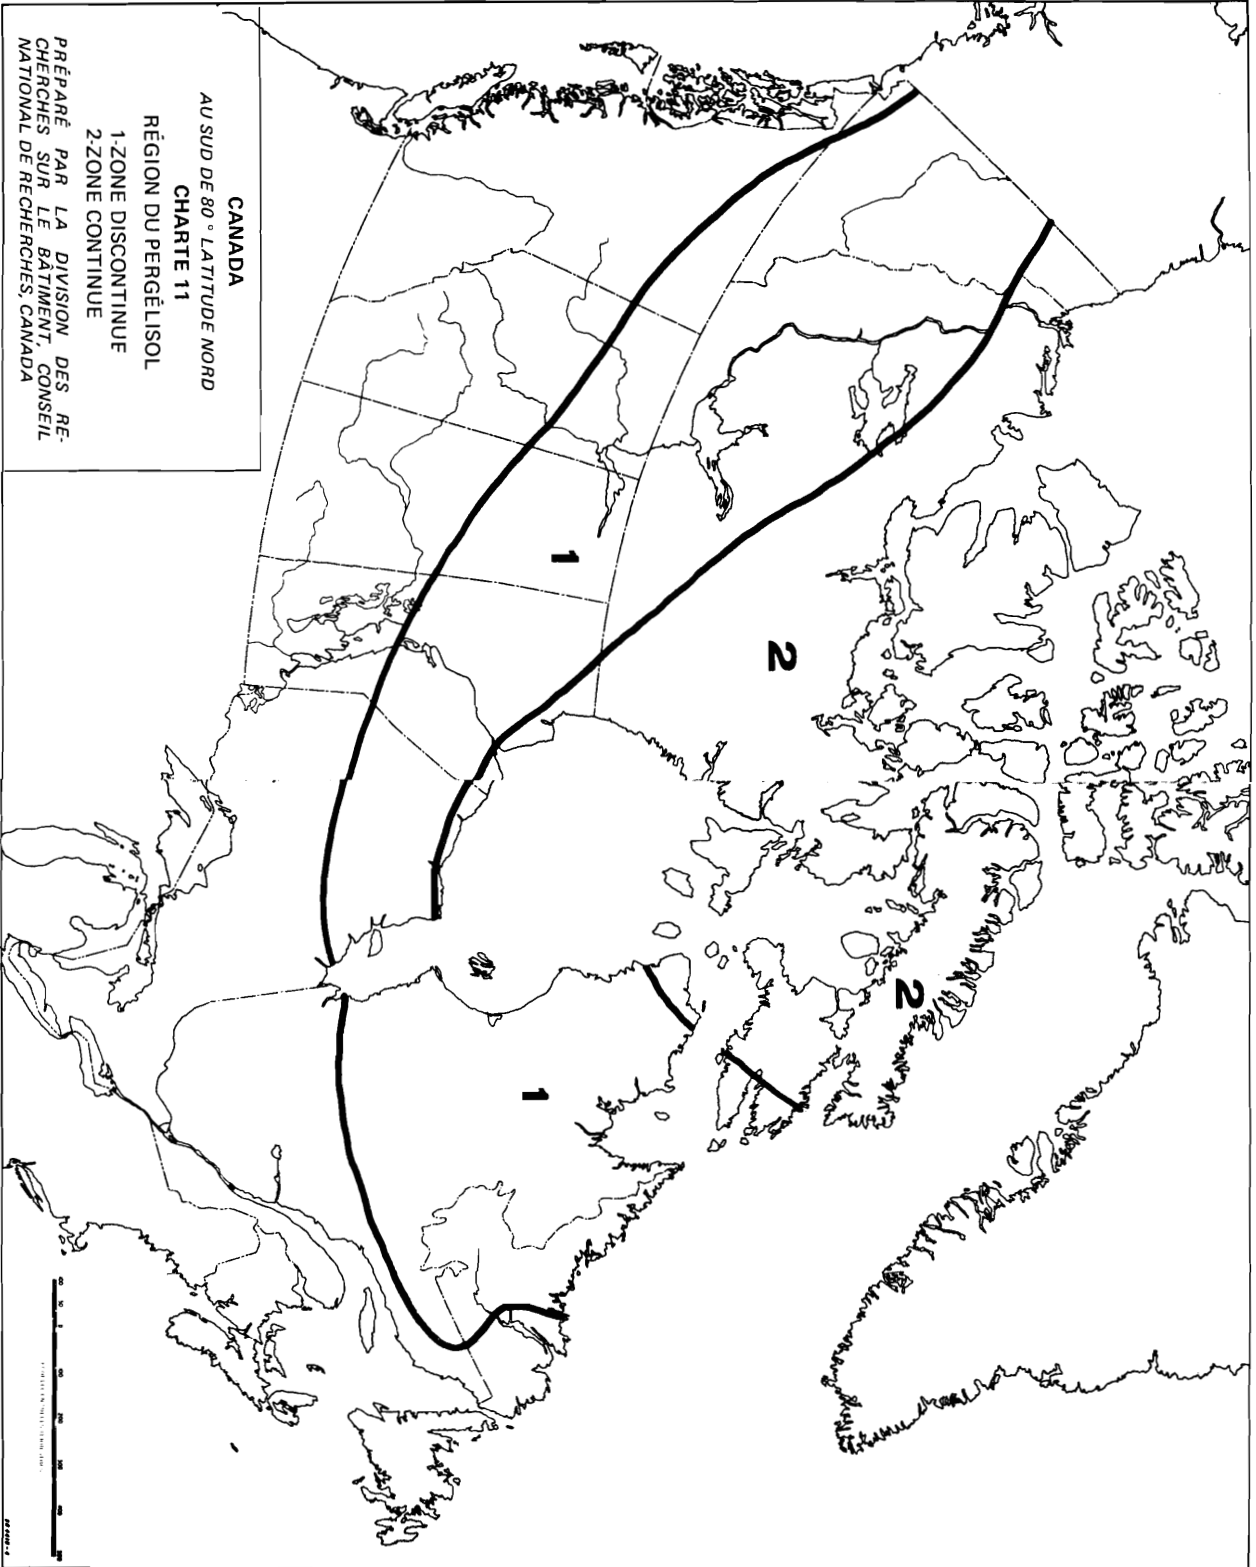 CANADA
AU SUD DE 80° LATITUDE NORD
CHARTE 11
RÉGION DU PERGÉLISOL
1-ZONE DISCONTINUE
2-ZONE CONTINUE
PRÉPARÉ PAR LA DIVISION DES RE-
CHERCHES SUR LE BÂTIMENT, CONSEIL
NATIONAL DE RECHERCHES, CANADA
1
2
2
1